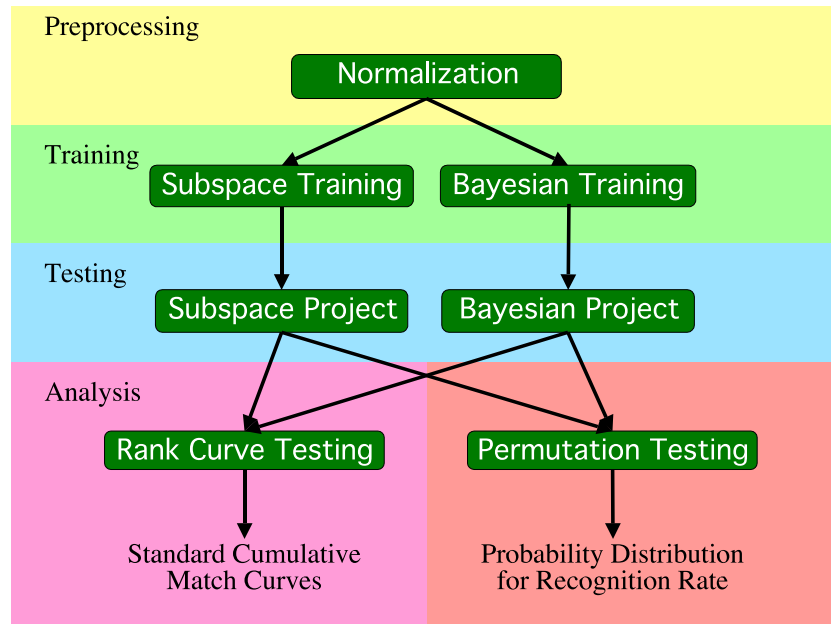 Preprocessing
Normalization
Training
Subspace Training
Bayesian Training
Testing
Subspace Project
Bayesian Project
Analysis
Rank Curve Testing
Permutation Testing
Standard Cumulative
Match Curves
Probability Distribution
for Recognition Rate